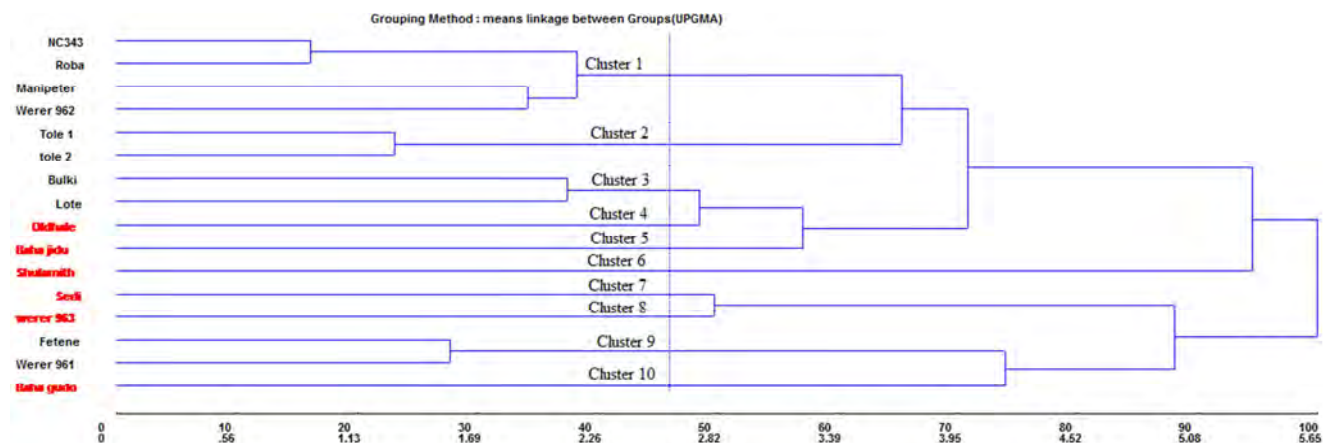 Grouping Method : means linkage between Groups(UPGMA)
NC343
Roba
Cluster 1
Manipeter
Werer 962
Tole 1
Cluster 2
tole 2
Bulki
Cluster 3
Lote
Cluster 4
Oldhale
Cluster 5
Baha jidu
Cluster 6
Shulamith
Cluster 7
Sedi
Cluster 8
werer 963
Fetene
Cluster 9
Werer 961
Cluster 10
Baha gudo
0 10 20 30 40 50 60 70 80 90 100
0 .56 1.13 1.69 2.26 2.82 3.39 3.95 4.52 5.08 5.65